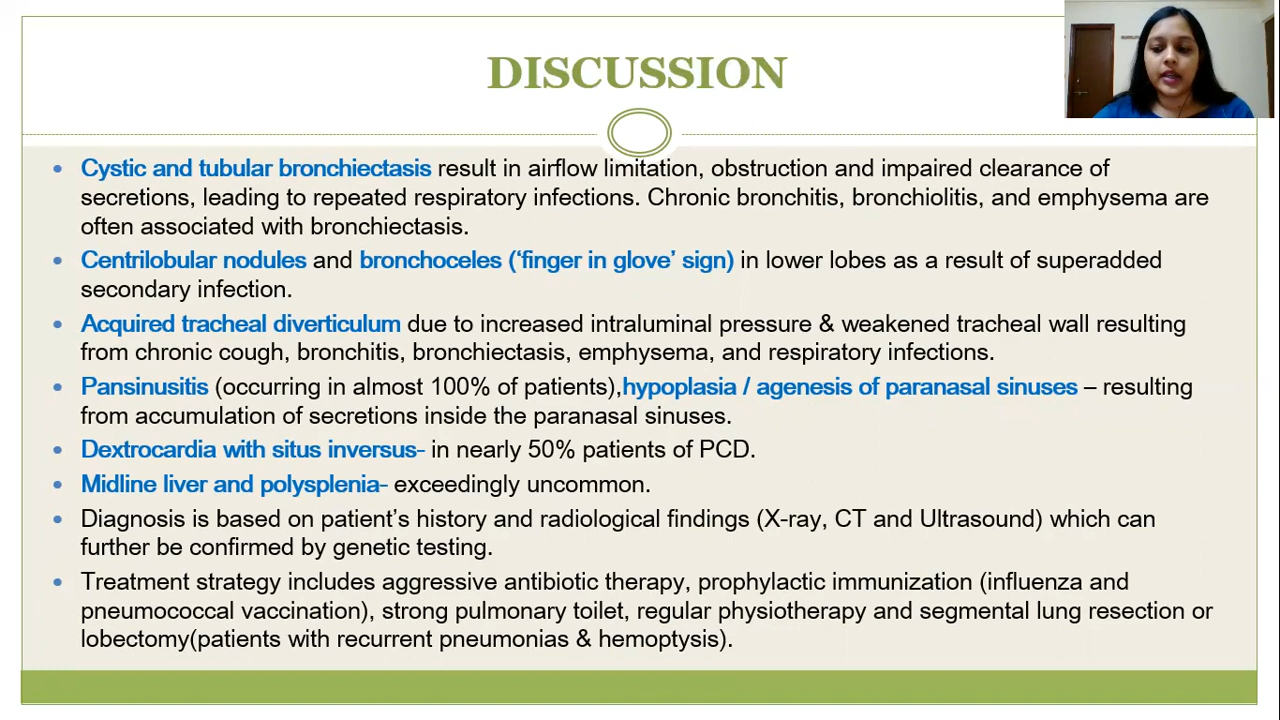 DISCUSSION
• Cystic and tubular bronchiectasis result in airflow limitation, obstruction and impaired clearance of
secretions, leading to repeated respiratory infections. Chronic bronchitis, bronchiolitis, and emphysema are
often associated with bronchiectasis.
• Centrilobular nodules and bronchoceles (‘finger in glove’ sign) in lower lobes as a result of superadded
secondary infection.
• Acquired tracheal diverticulum due to increased intraluminal pressure & weakened tracheal wall resulting
from chronic cough, bronchitis, bronchiectasis, emphysema, and respiratory infections.
• Pansinusitis (occurring in almost 100% of patients),hypoplasia / agenesis of paranasal sinuses – resulting
from accumulation of secretions inside the paranasal sinuses.
• Dextrocardia with situs inversus- in nearly 50% patients of PCD.
• Midline liver and polysplenia- exceedingly uncommon.
• Diagnosis is based on patient’s history and radiological findings (X-ray, CT and Ultrasound) which can
further be confirmed by genetic testing.
• Treatment strategy includes aggressive antibiotic therapy, prophylactic immunization (influenza and
pneumococcal vaccination), strong pulmonary toilet, regular physiotherapy and segmental lung resection or
lobectomy(patients with recurrent pneumonias & hemoptysis).